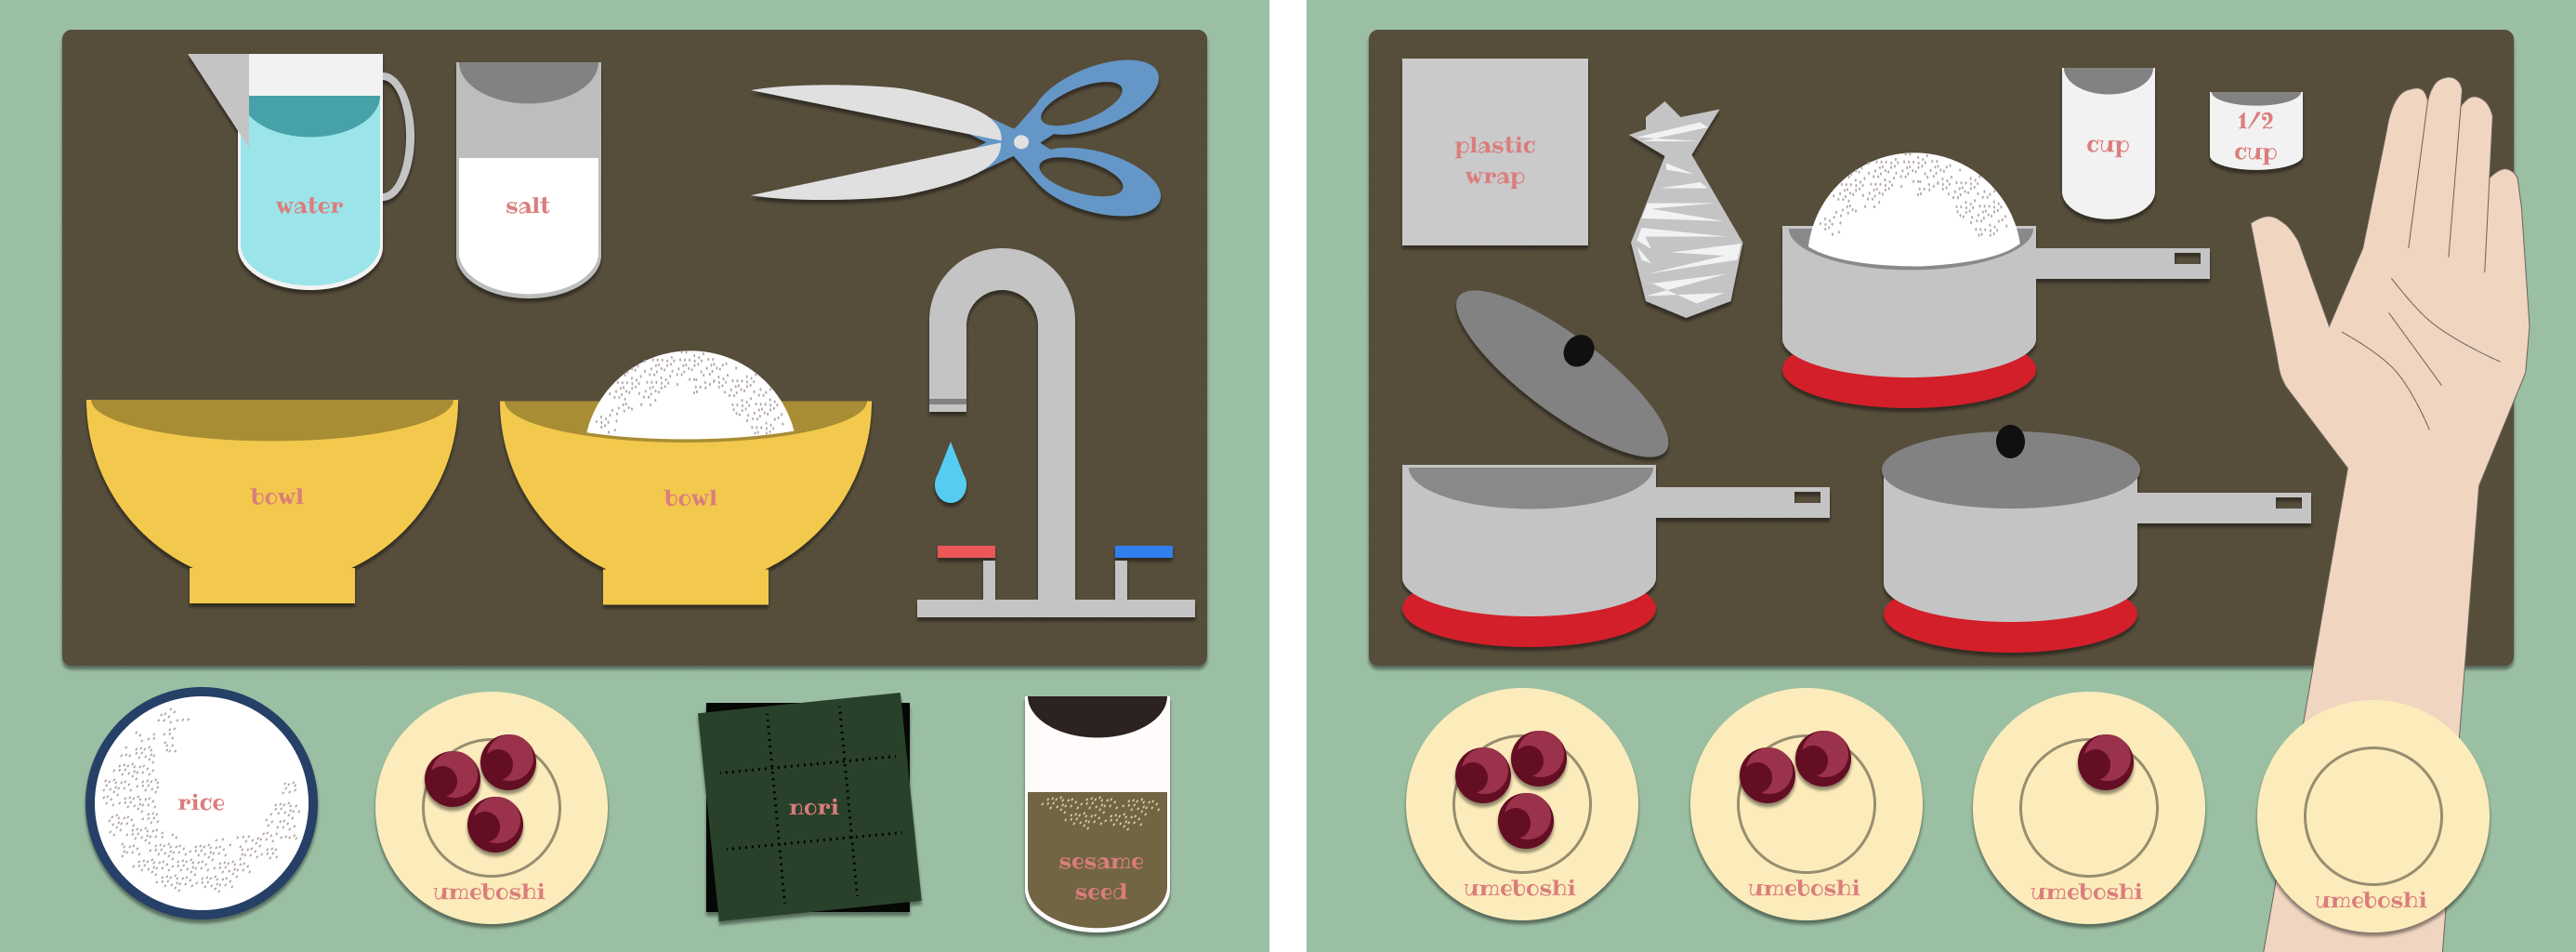 water
salt
bowl
bowl
rice
umeboshi
nori
sesame
seed
plastic
wrap
cup
1/2
cup
umeboshi
umeboshi
umeboshi
umeboshi